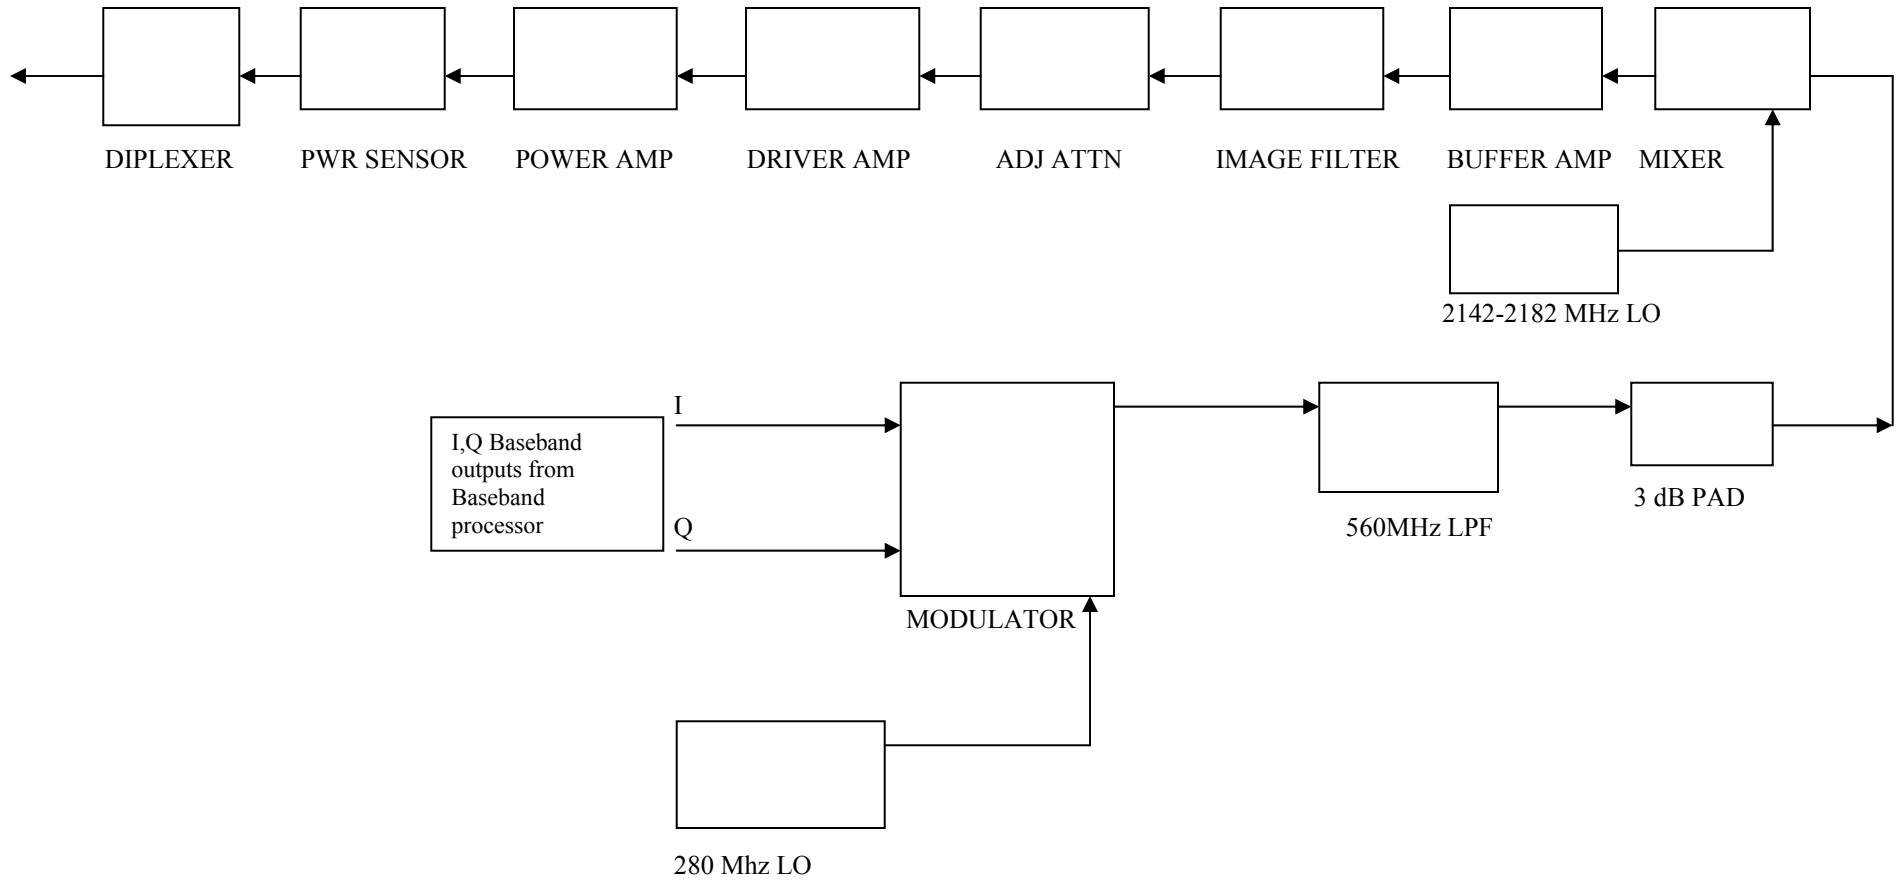 DIPLEXER
PWR SENSOR
POWER AMP
DRIVER AMP
ADJ ATTN
IMAGE FILTER
BUFFER AMP
MIXER
2142-2182 MHz LO
I
I,Q Baseband
outputs from
Baseband
processor
Q
3 dB PAD
560MHz LPF
MODULATOR
280 Mhz LO